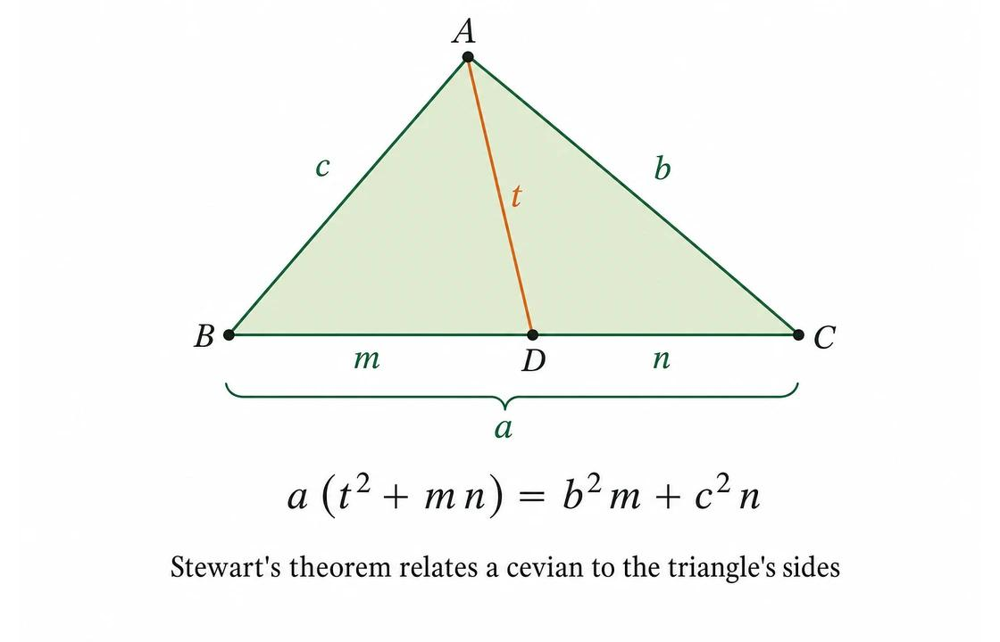 A
c
b
t
B
C
m
D
n
a
a (t² + m n) = b² m + c² n
Stewart's theorem relates a cevian to the triangle's sides